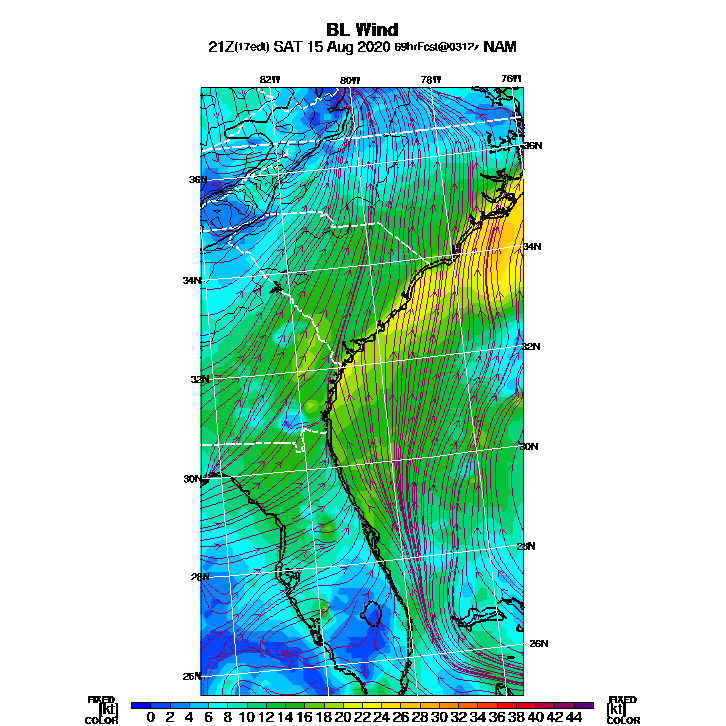 BL Wind
21Z(17edt) SAT 15 Aug 2020 69hrFcst@0312z NAM
82W 80W 78W 76W
36N
36N
34N
34N
32N
32N
30N
30N
28N
28N
26N
26N
FIXED FIXED
[kt] 0 2 4 6 8 10 12 14 16 18 20 22 24 26 28 30 32 34 36 38 40 42 44 [kt]
COLOR COLOR